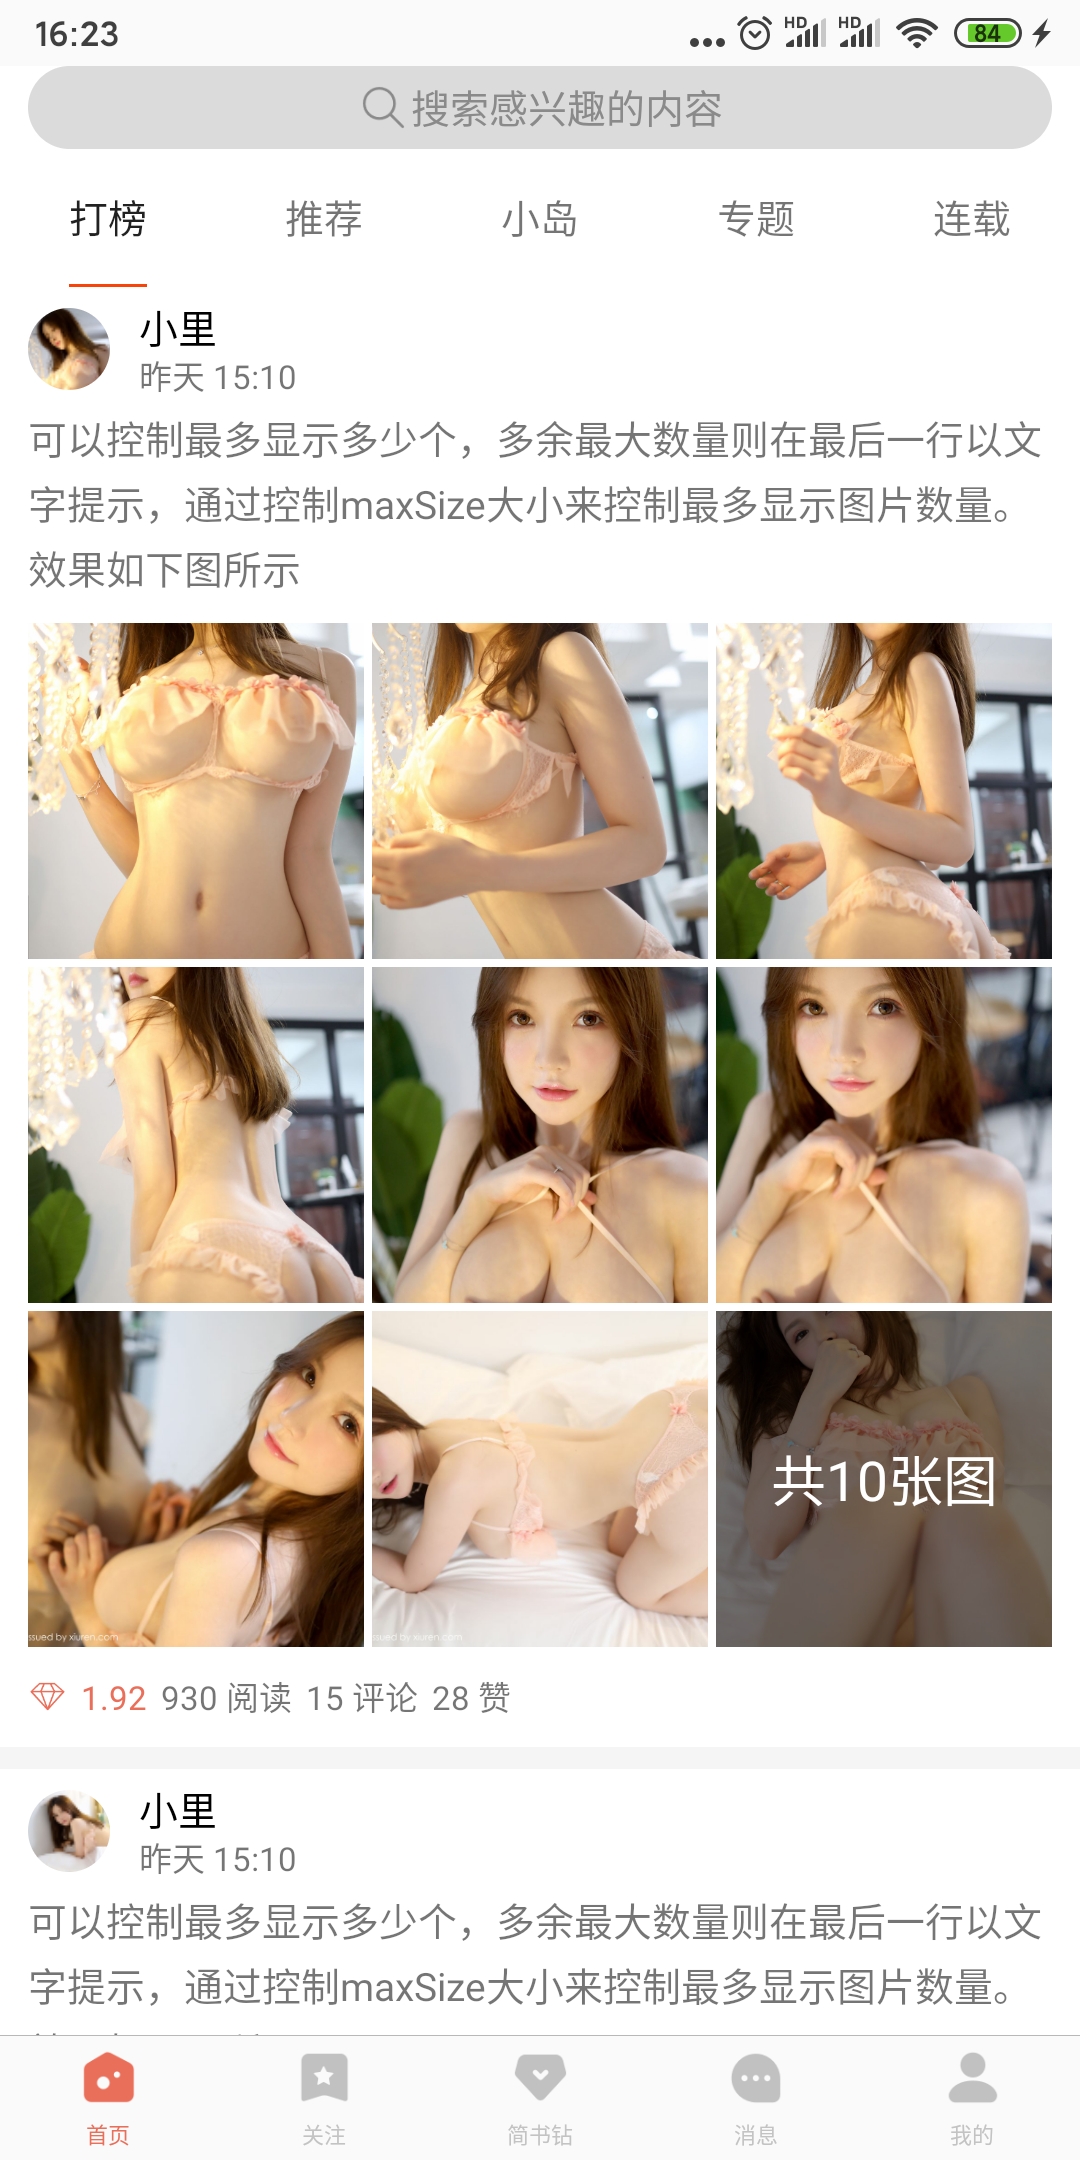 16:23
HD HD 84
搜索感兴趣的内容
打榜 推荐 小岛 专题 连载
小里
昨天 15:10
可以控制最多显示多少个，多余最大数量则在最后一行以文
字提示，通过控制maxSize大小来控制最多显示图片数量。
效果如下图所示
共10张图
ssued by xiuren.com
ssued by xiuren.com
1.92 930 阅读 15 评论 28 赞
小里
昨天 15:10
可以控制最多显示多少个，多余最大数量则在最后一行以文
字提示，通过控制maxSize大小来控制最多显示图片数量。
首页 关注 简书钻 消息 我的